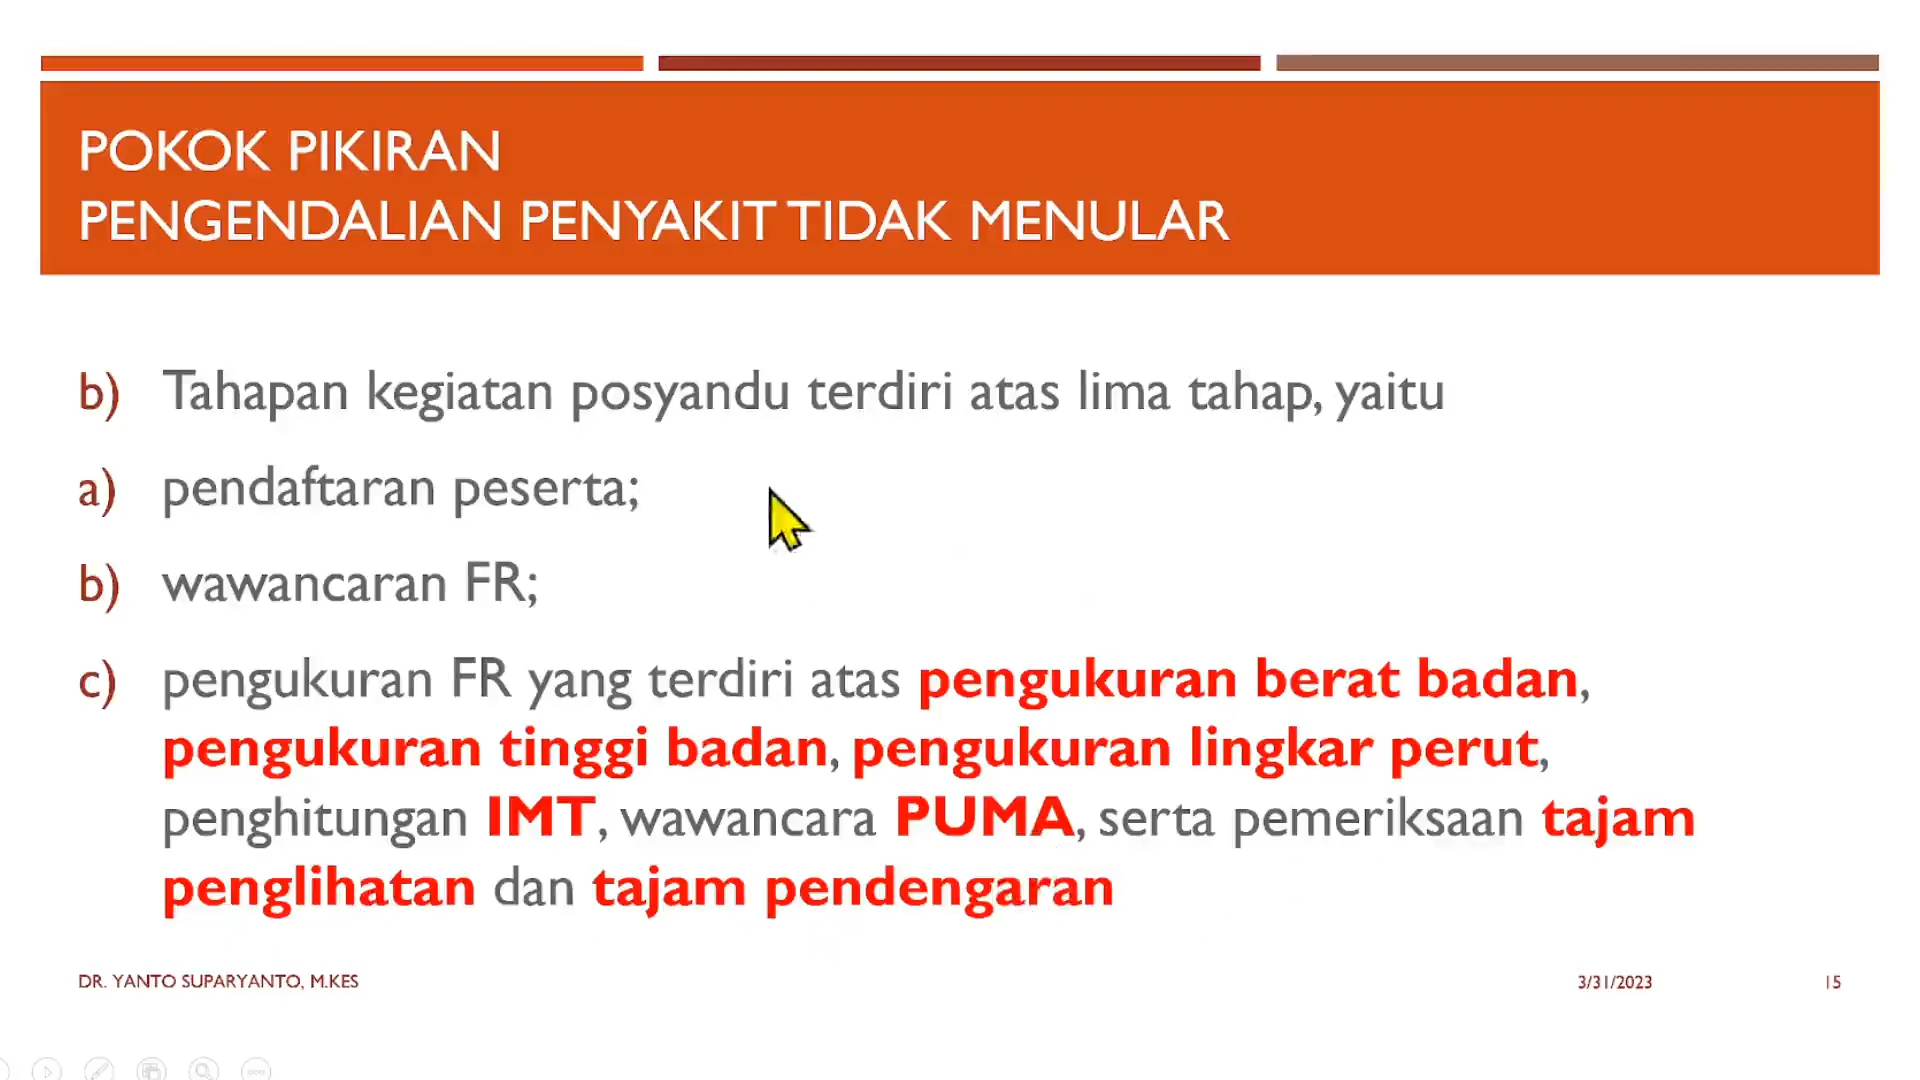 POKOK PIKIRAN
PENGENDALIAN PENYAKIT TIDAK MENULAR
b) Tahapan kegiatan posyandu terdiri atas lima tahap, yaitu
a) pendaftaran peserta;
b) wawancaran FR;
c) pengukuran FR yang terdiri atas pengukuran berat badan,
pengukuran tinggi badan, pengukuran lingkar perut,
penghitungan IMT, wawancara PUMA, serta pemeriksaan tajam
penglihatan dan tajam pendengaran
DR. YANTO SUPARYANTO, M.KES 3/31/2023 15